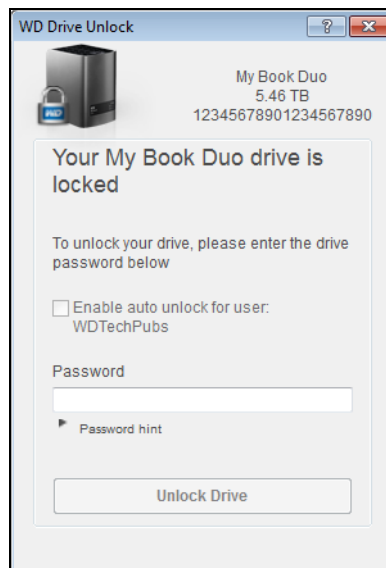 WD Drive Unlock
?
WD
My Book Duo
5.46 TB
12345678901234567890
Your My Book Duo drive is
locked
To unlock your drive, please enter the drive
password below
Enable auto unlock for user:
WDTechPubs
Password
Password hint
Unlock Drive